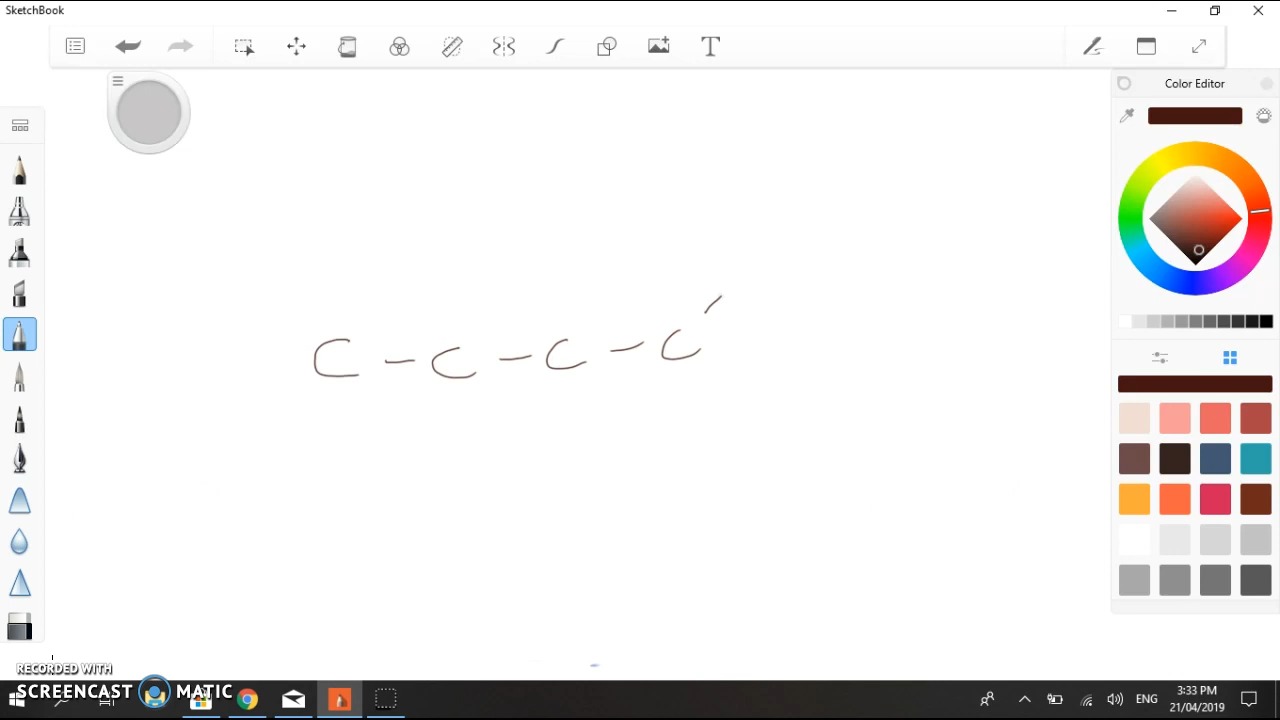 SketchBook
T
Color Editor
C - C - C - C
RECORDED WITH
SCREENCAST MATIC
ENG
3:33 PM
21/04/2019